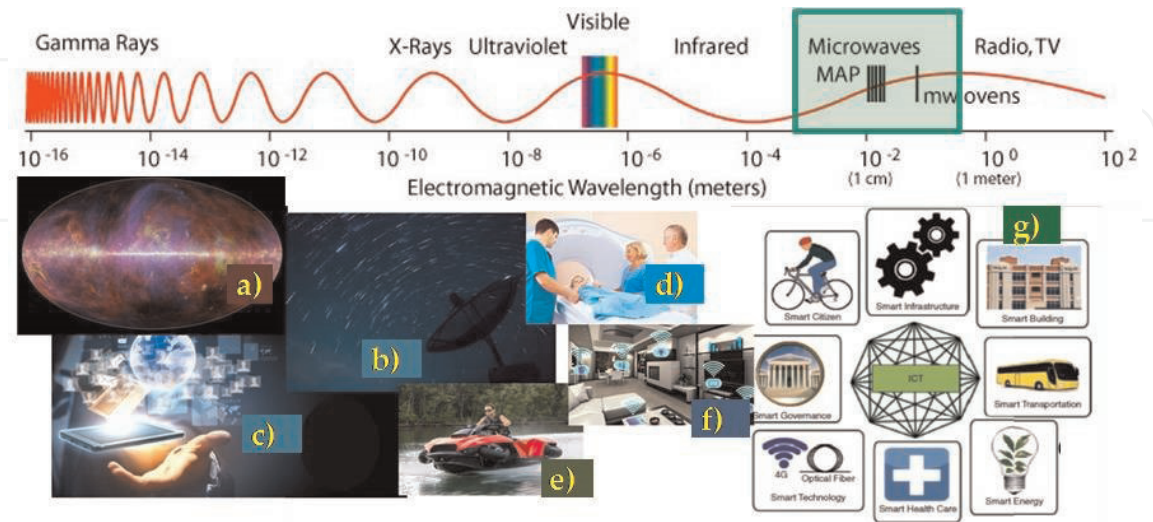 Visible
Gamma Rays
X-Rays
Ultraviolet
Infrared
Microwaves
Radio, TV
MAP
mw ovens
10 -16
10 -14
10 -12
10 -10
10 -8
10 -6
10 -4
10 -2
10 0
10 2
(1 cm)
(1 meter)
Electromagnetic Wavelength (meters)
a)
b)
c)
d)
e)
f)
g)
Smart Citizen
Smart Infrastructure
Smart Building
Smart Governance
ICT
Smart Transportation
4G
Optical Fiber
Smart Technology
Smart Health Care
Smart Energy